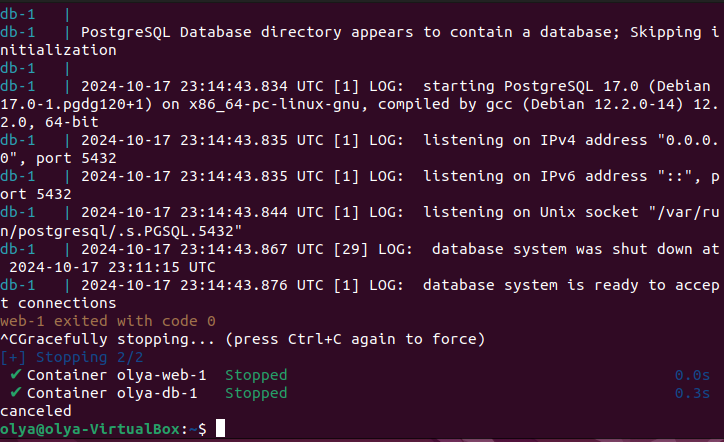 db-1   |
db-1   | PostgreSQL Database directory appears to contain a database; Skipping i
nitialization
db-1   |
db-1   | 2024-10-17 23:14:43.834 UTC [1] LOG:  starting PostgreSQL 17.0 (Debian
17.0-1.pgdg120+1) on x86_64-pc-linux-gnu, compiled by gcc (Debian 12.2.0-14) 12.
2.0, 64-bit
db-1   | 2024-10-17 23:14:43.835 UTC [1] LOG:  listening on IPv4 address "0.0.0.
0", port 5432
db-1   | 2024-10-17 23:14:43.835 UTC [1] LOG:  listening on IPv6 address "::", p
ort 5432
db-1   | 2024-10-17 23:14:43.844 UTC [1] LOG:  listening on Unix socket "/var/ru
n/postgresql/.s.PGSQL.5432"
db-1   | 2024-10-17 23:14:43.867 UTC [29] LOG:  database system was shut down at
 2024-10-17 23:11:15 UTC
db-1   | 2024-10-17 23:14:43.876 UTC [1] LOG:  database system is ready to accep
t connections
web-1 exited with code 0
^CGracefully stopping... (press Ctrl+C again to force)
[+] Stopping 2/2
 ✔ Container olya-web-1  Stopped                                           0.0s
 ✔ Container olya-db-1   Stopped                                           0.3s
canceled
olya@olya-VirtualBox:~$